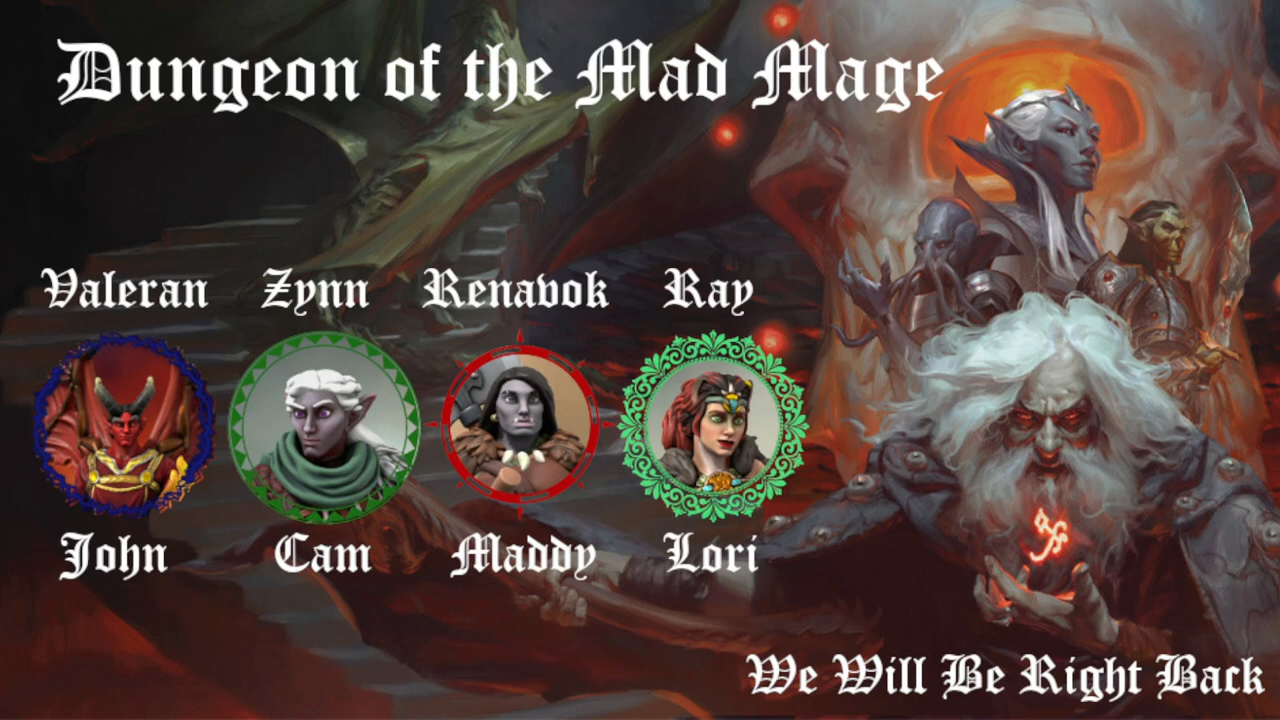 Dungeon of the Mad Mage
Valeran Zynn Renavok Ray
John Cam Maddy Lori
We Will Be Right Back